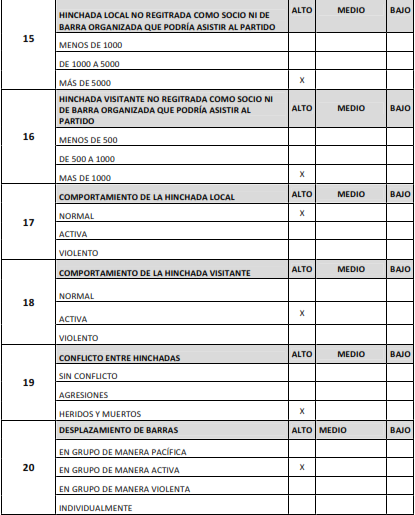 15
HINCHADA LOCAL NO REGITRADA COMO SOCIO NI DE BARRA ORGANIZADA QUE PODRÍA ASISTIR AL PARTIDO ALTO MEDIO BAJO
MENOS DE 1000
DE 1000 A 5000
MÁS DE 5000 X
16
HINCHADA VISITANTE NO REGITRADA COMO SOCIO NI DE BARRA ORGANIZADA QUE PODRÍA ASISTIR AL PARTIDO ALTO MEDIO BAJO
MENOS DE 500
DE 500 A 1000
MAS DE 1000 X
17
COMPORTAMIENTO DE LA HINCHADA LOCAL ALTO MEDIO BAJO
NORMAL X
ACTIVA
VIOLENTO
18
COMPORTAMIENTO DE LA HINCHADA VISITANTE ALTO MEDIO BAJO
NORMAL
ACTIVA X
VIOLENTO
19
CONFLICTO ENTRE HINCHADAS ALTO MEDIO BAJO
SIN CONFLICTO
AGRESIONES
HERIDOS Y MUERTOS X
20
DESPLAZAMIENTO DE BARRAS ALTO MEDIO BAJO
EN GRUPO DE MANERA PACÍFICA
EN GRUPO DE MANERA ACTIVA X
EN GRUPO DE MANERA VIOLENTA
INDIVIDUALMENTE